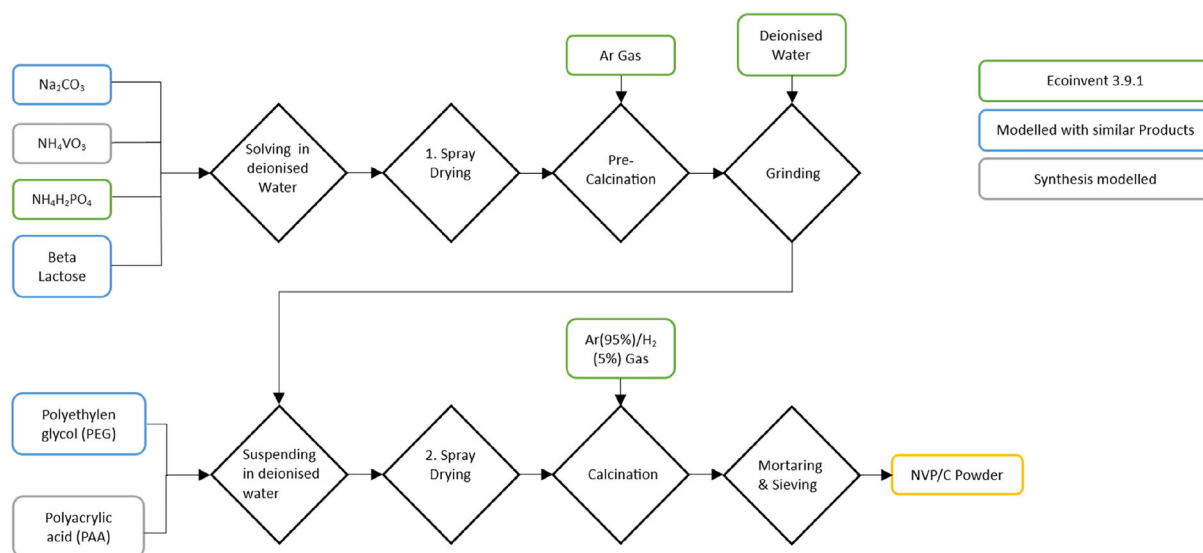 Na₂CO₃
NH₄VO₃
NH₄H₂PO₄
Beta
Lactose
Solving in
deionised
Water
1. Spray
Drying
Ar Gas
Pre-
Calcination
Deionised
Water
Grinding
Ecoinvent 3.9.1
Modelled with similar Products
Synthesis modelled
Polyethylen
glycol (PEG)
Polyacrylic
acid (PAA)
Suspending
in deionised
water
2. Spray
Drying
Ar(95%)/H₂
(5%) Gas
Calcination
Mortaring
& Sieving
NVP/C Powder